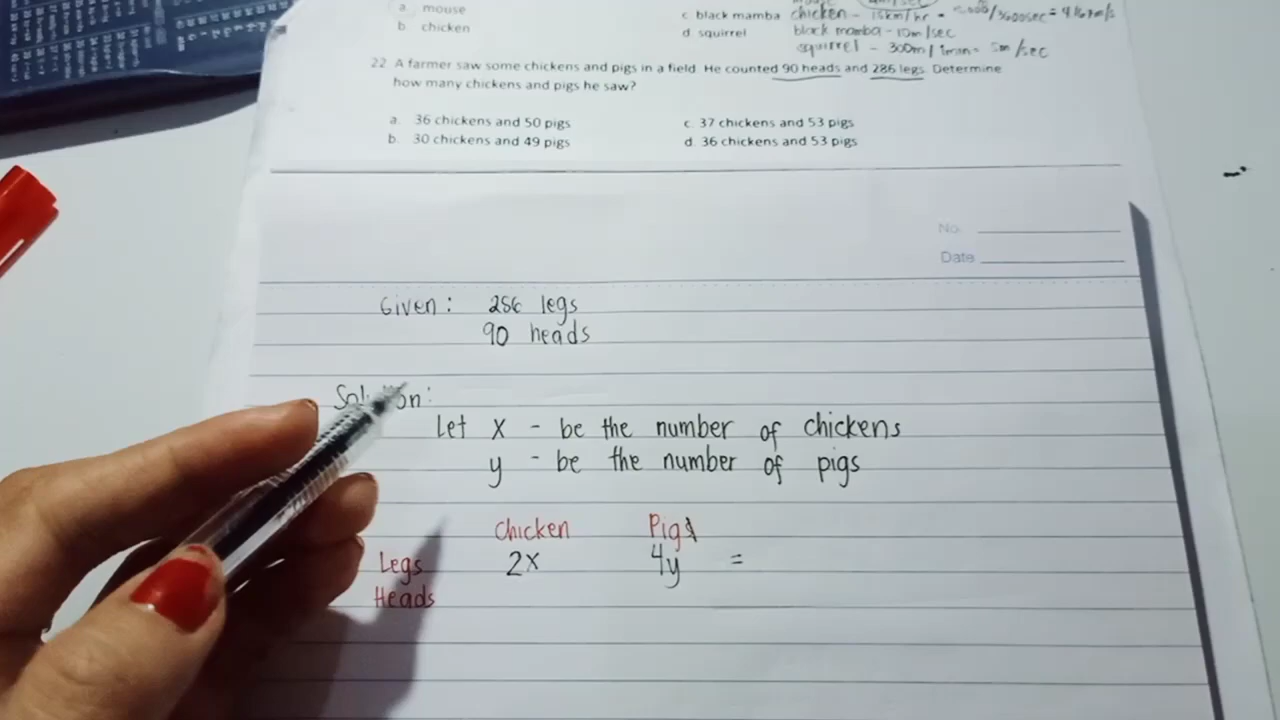 a. mouse
b. chicken
c. black mamba
d. squirrel
chicken - 15km/hr =
/3600sec = 4.167m/s
black mamba - 10m/sec
squirrel - 300m/1min = 5m/sec
22. A farmer saw some chickens and pigs in a field. He counted 90 heads and 286 legs. Determine
how many chickens and pigs he saw?
a. 36 chickens and 50 pigs
b. 30 chickens and 49 pigs
c. 37 chickens and 53 pigs
d. 36 chickens and 53 pigs
No.
Date
Given: 286 legs
90 heads
Solution:
Let x - be the number of chickens
y - be the number of pigs
Chicken Pigs
Legs 2x 4y =
Heads